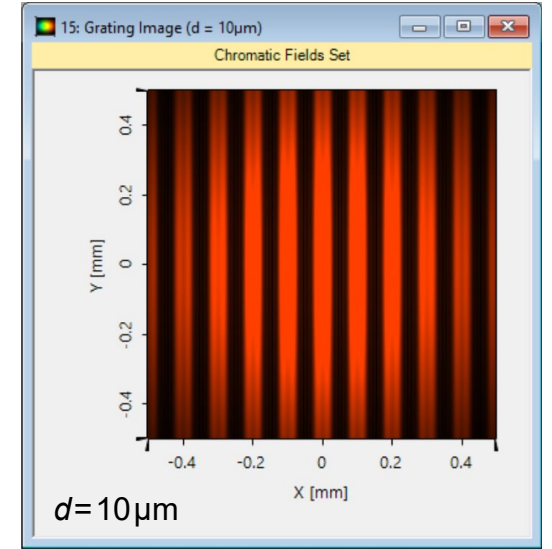 15: Grating Image (d = 10µm)
Chromatic Fields Set
0.4
0.2
0
-0.2
-0.4
Y [mm]
-0.4 -0.2 0 0.2 0.4
X [mm]
d=10µm